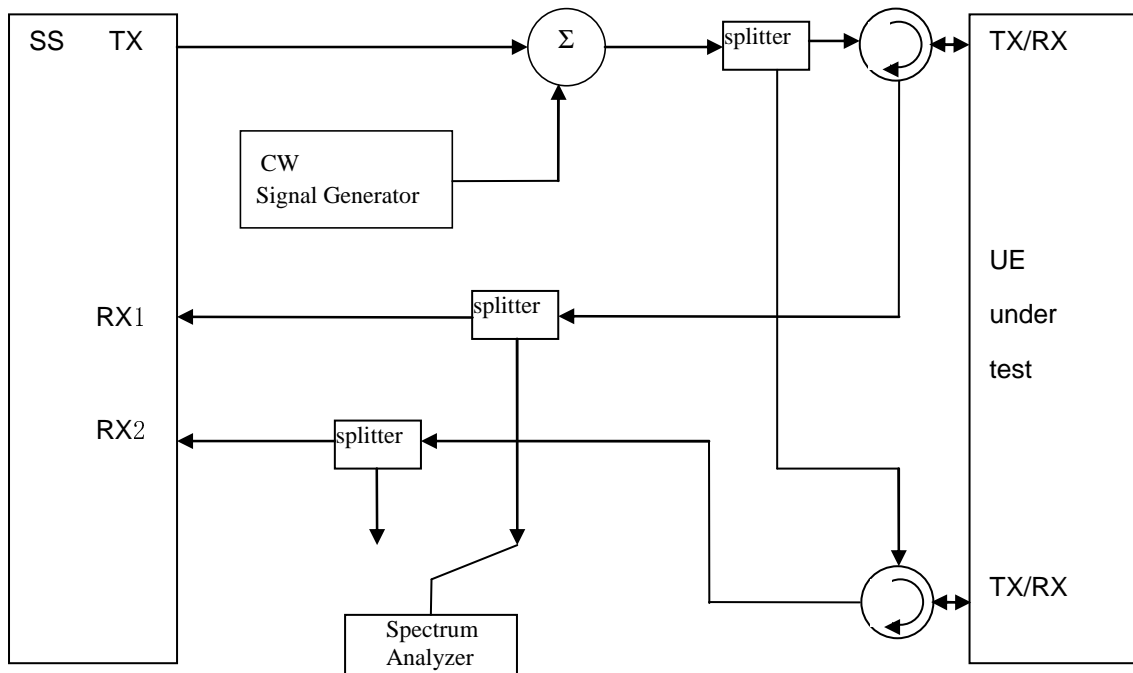 SS TX
Σ
splitter
TX/RX
CW
Signal Generator
UE
under
test
RX1
splitter
RX2
splitter
TX/RX
Spectrum
Analyzer